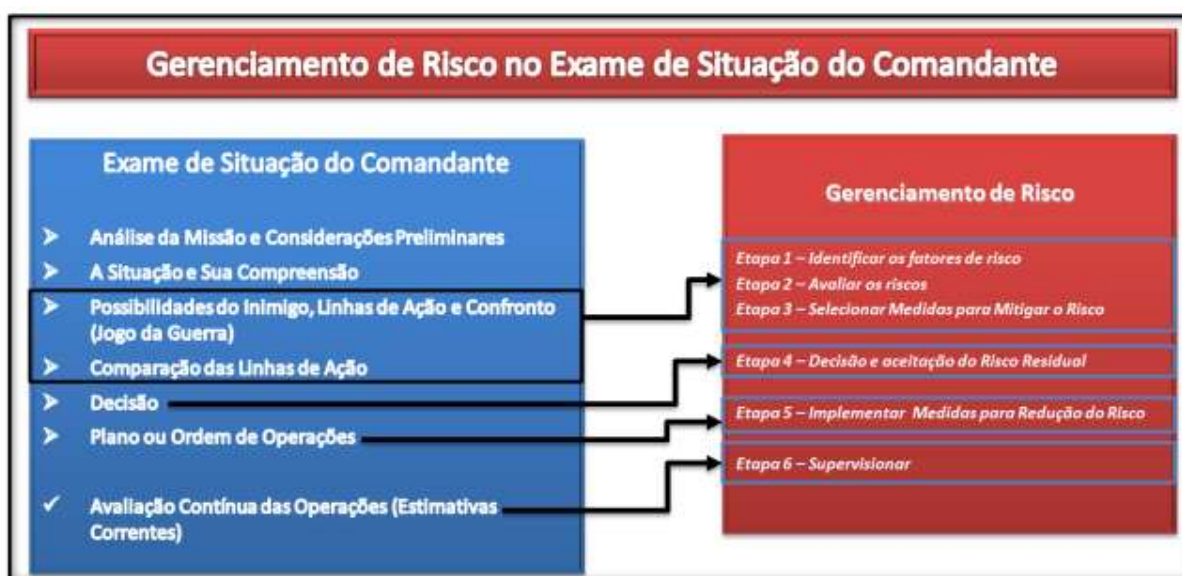 Gerenciamento de Risco no Exame de Situação do Comandante
Exame de Situação do Comandante
➤ Análise da Missão e Considerações Preliminares
➤ A Situação e Sua Compreensão
➤ Possibilidades do Inimigo, Linhas de Ação e Confronto
(Jogo da Guerra)
➤ Comparação das Linhas de Ação
➤ Decisão
➤ Plano ou Ordem de Operações
✓ Avaliação Contínua das Operações (Estimativas
Correntes)
Gerenciamento de Risco
Etapa 1 – Identificar os fatores de risco
Etapa 2 – Avaliar os riscos
Etapa 3 – Selecionar Medidas para Mitigar o Risco
Etapa 4 – Decisão e aceitação do Risco Residual
Etapa 5 – Implementar Medidas para Redução do Risco
Etapa 6 – Supervisionar